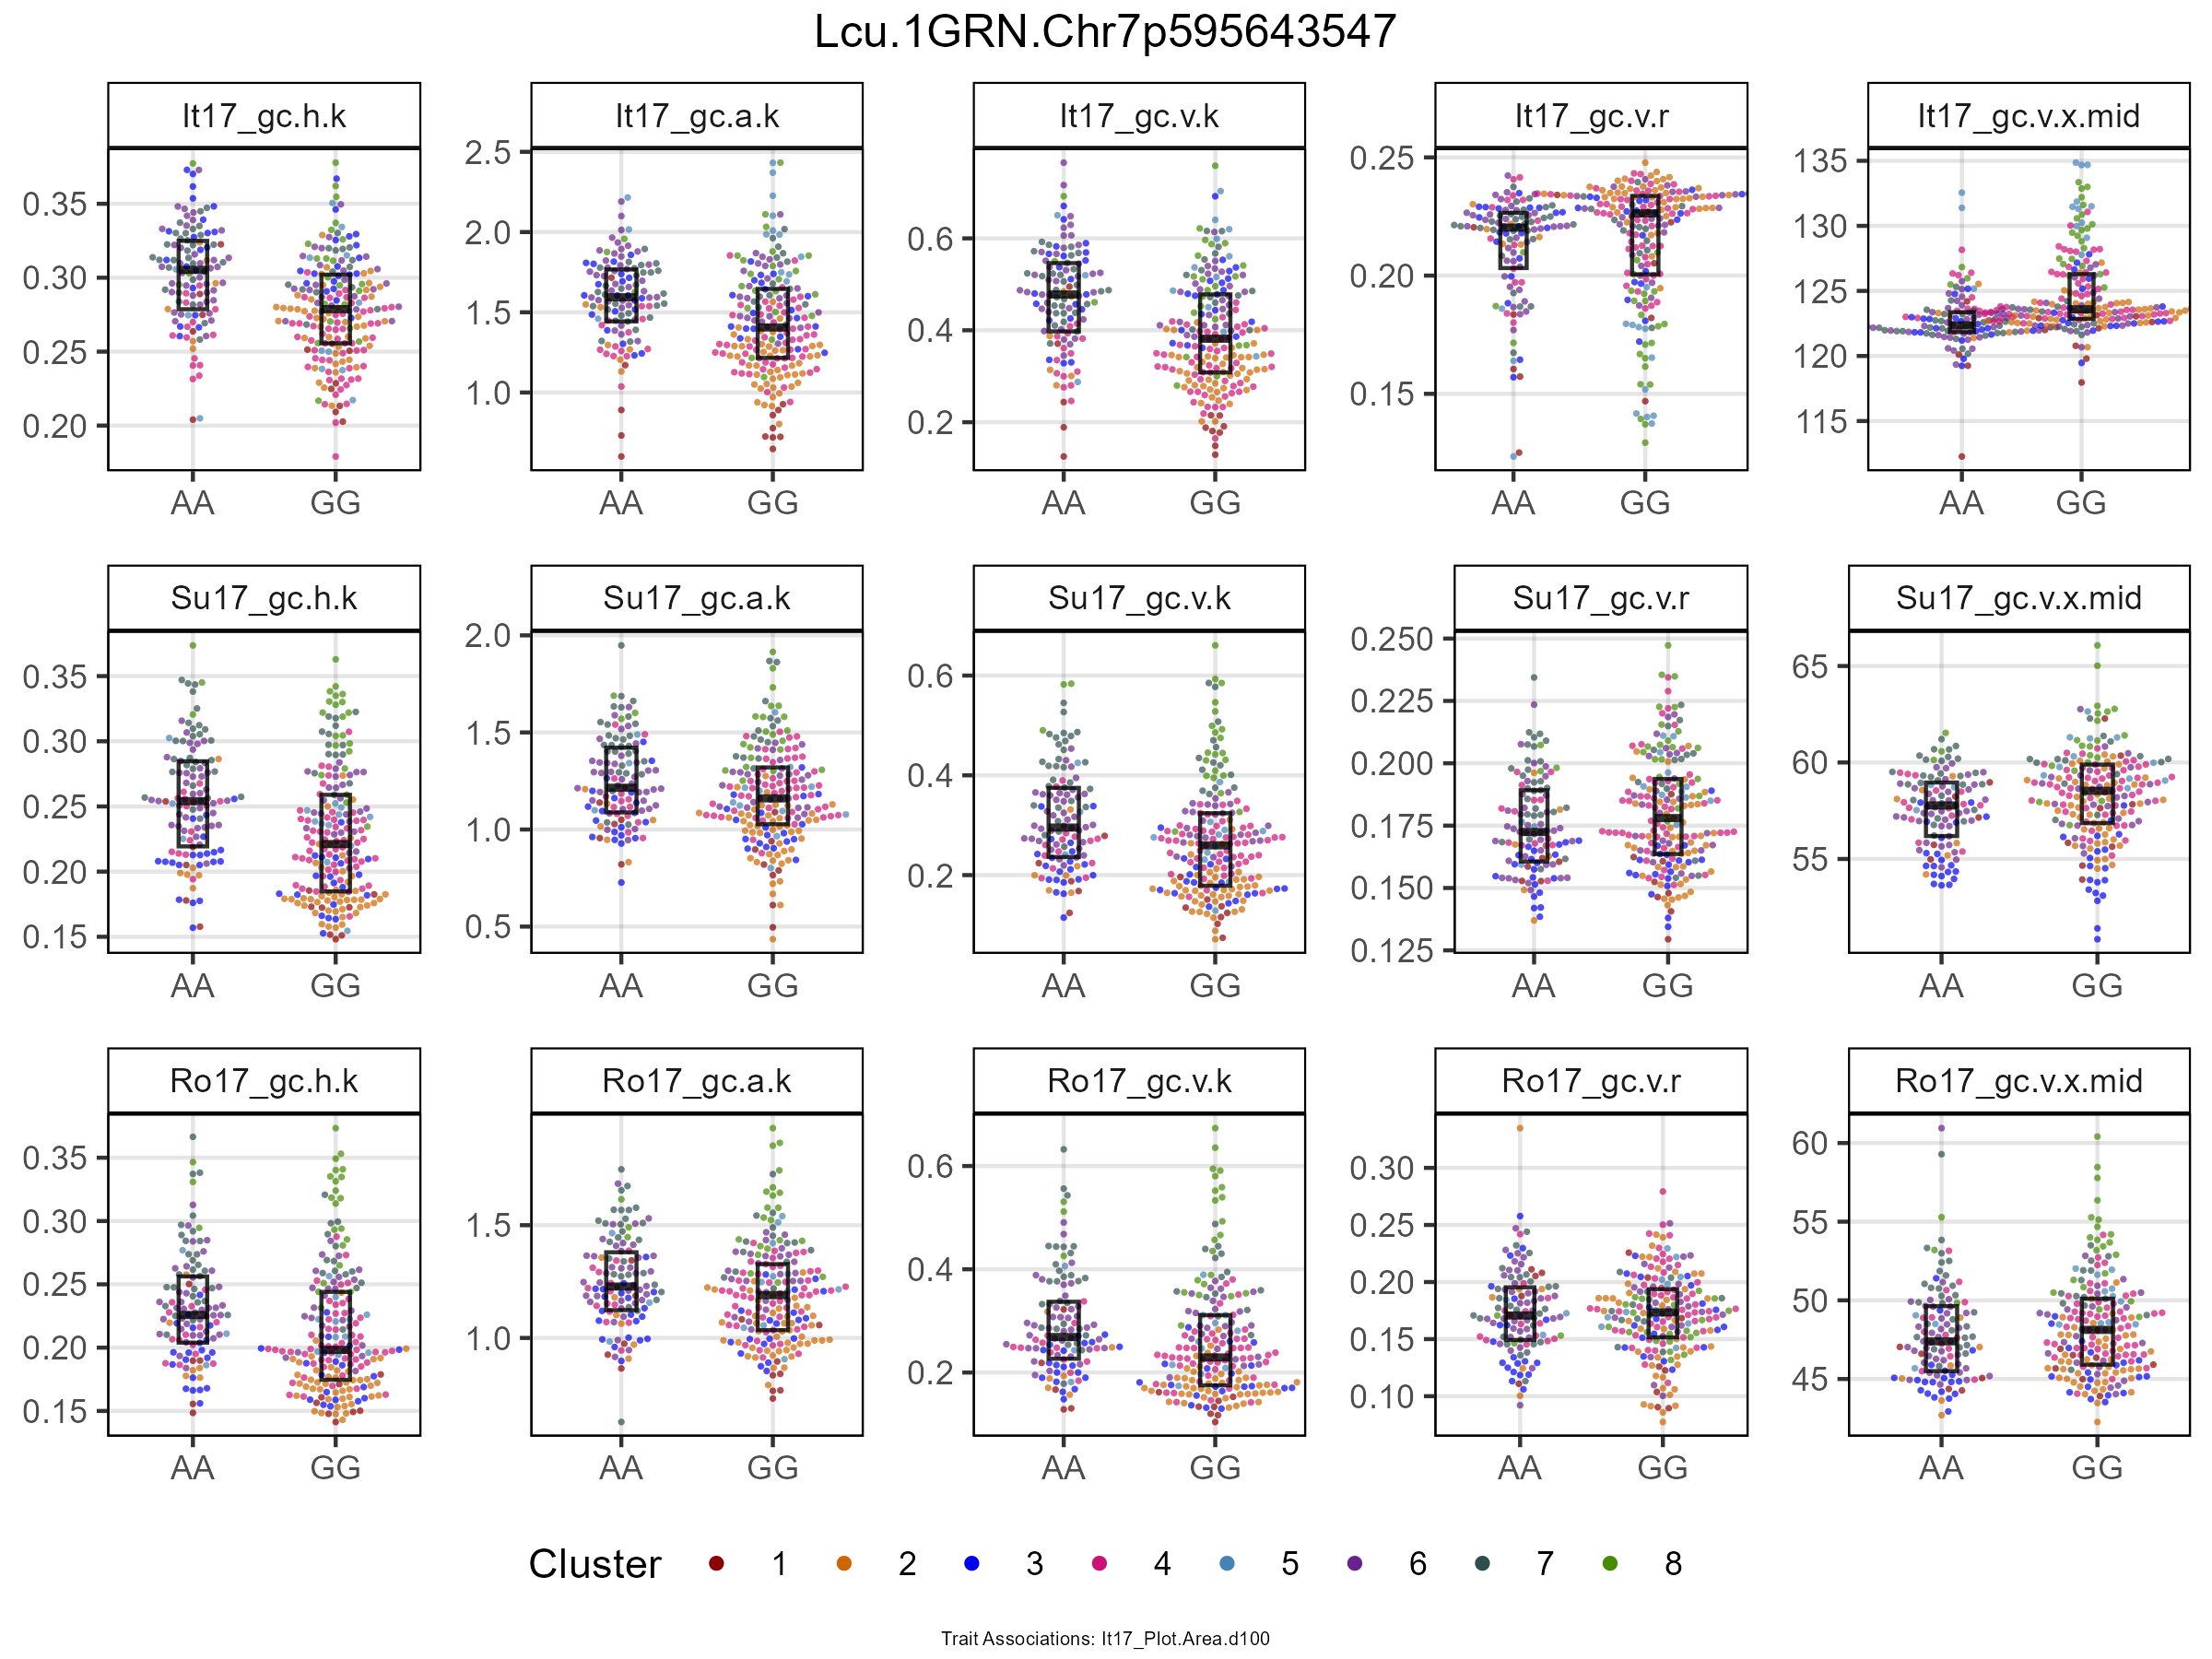 Lcu.1GRN.Chr7p595643547
It17_gc.h.k
It17_gc.a.k
It17_gc.v.k
It17_gc.v.r
It17_gc.v.x.mid
0.35
0.30
0.25
0.20
AA GG
2.5
2.0
1.5
1.0
AA GG
0.6
0.4
0.2
AA GG
0.25
0.20
0.15
AA GG
135
130
125
120
115
AA GG
Su17_gc.h.k
Su17_gc.a.k
Su17_gc.v.k
Su17_gc.v.r
Su17_gc.v.x.mid
0.35
0.30
0.25
0.20
0.15
AA GG
2.0
1.5
1.0
0.5
AA GG
0.6
0.4
0.2
AA GG
0.250
0.225
0.200
0.175
0.150
0.125
AA GG
65
60
55
AA GG
Ro17_gc.h.k
Ro17_gc.a.k
Ro17_gc.v.k
Ro17_gc.v.r
Ro17_gc.v.x.mid
0.35
0.30
0.25
0.20
0.15
AA GG
1.5
1.0
AA GG
0.6
0.4
0.2
AA GG
0.30
0.25
0.20
0.15
0.10
AA GG
60
55
50
45
AA GG
Cluster 1 2 3 4 5 6 7 8
Trait Associations: It17_Plot.Area.d100